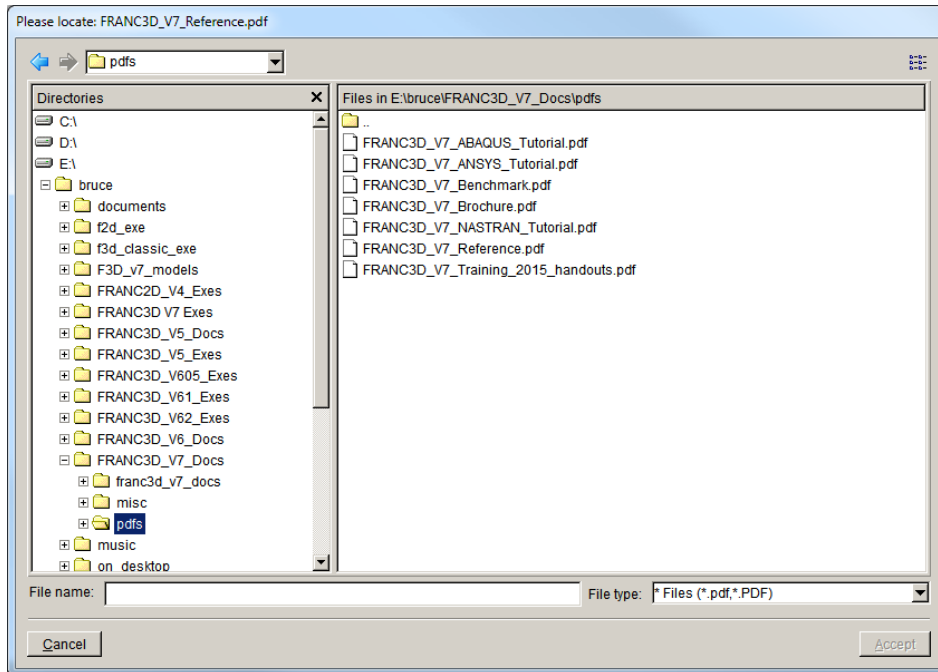 Please locate: FRANC3D_V7_Reference.pdf
pdfs
Directories
C:\
D:\
E:\
bruce
documents
f2d_exe
f3d_classic_exe
F3D_v7_models
FRANC2D_V4_Exes
FRANC3D V7 Exes
FRANC3D_V5_Docs
FRANC3D_V5_Exes
FRANC3D_V605_Exes
FRANC3D_V61_Exes
FRANC3D_V62_Exes
FRANC3D_V6_Docs
FRANC3D_V7_Docs
franc3d_v7_docs
misc
pdfs
music
on_desktop
Files in E:\bruce\FRANC3D_V7_Docs\pdfs
..
FRANC3D_V7_ABAQUS_Tutorial.pdf
FRANC3D_V7_ANSYS_Tutorial.pdf
FRANC3D_V7_Benchmark.pdf
FRANC3D_V7_Brochure.pdf
FRANC3D_V7_NASTRAN_Tutorial.pdf
FRANC3D_V7_Reference.pdf
FRANC3D_V7_Training_2015_handouts.pdf
File name:
File type: * Files (*.pdf,*.PDF)
Cancel
Accept